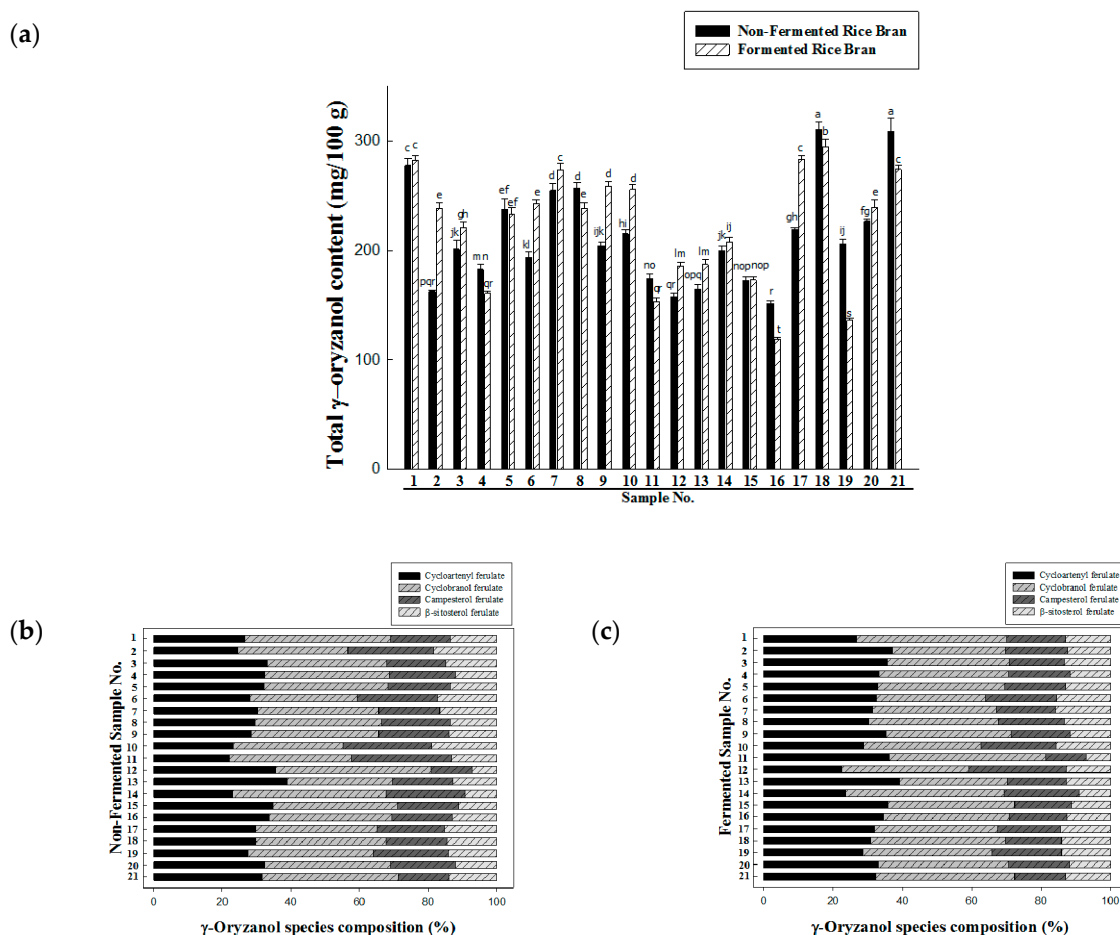 (a)
Non-Fermented Rice Bran
Formented Rice Bran
Total γ-oryzanol content (mg/100 g)
300
200
100
0
c c pqr e jk gh mn qr ef ef kl e d c d e ijk d hi d no qr qr lm opq lm jk ij nop nop r t gh c a b ij s fg e a c
1 2 3 4 5 6 7 8 9 10 11 12 13 14 15 16 17 18 19 20 21
Sample No.
(b)
Cycloartenyl ferulate
Cyclobranol ferulate
Campesterol ferulate
β-sitosterol ferulate
Non-Fermented Sample No.
1
2
3
4
5
6
7
8
9
10
11
12
13
14
15
16
17
18
19
20
21
0 20 40 60 80 100
γ-Oryzanol species composition (%)
(c)
Cycloartenyl ferulate
Cyclobranol ferulate
Campesterol ferulate
β-sitosterol ferulate
Fermented Sample No.
1
2
3
4
5
6
7
8
9
10
11
12
13
14
15
16
17
18
19
20
21
0 20 40 60 80 100
γ-Oryzanol species composition (%)